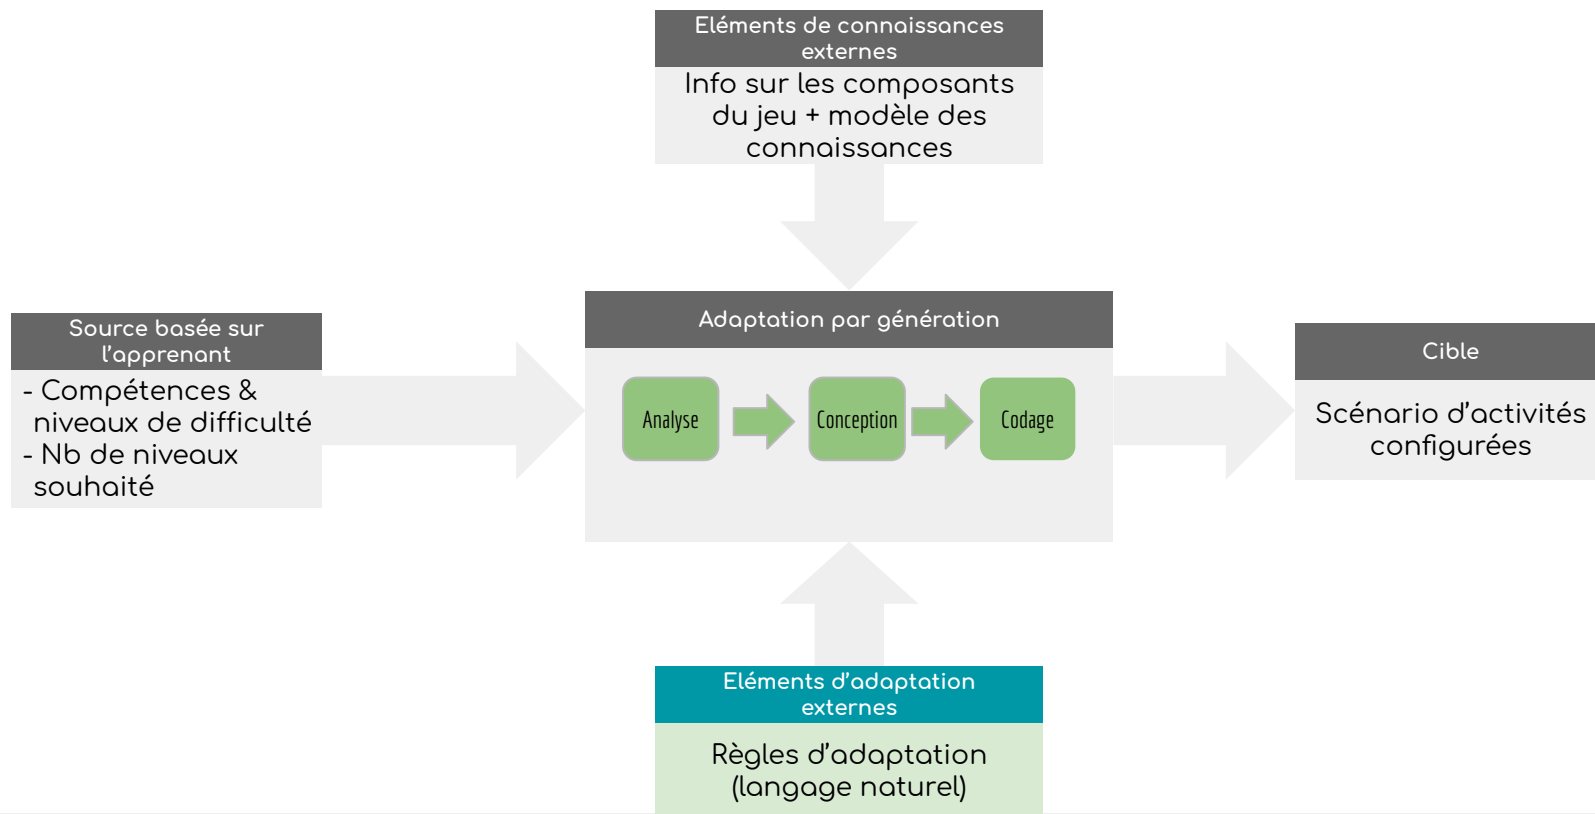 Eléments de connaissances
externes
Info sur les composants
du jeu + modèle des
connaissances
Source basée sur
l'apprenant
- Compétences &
niveaux de difficulté
- Nb de niveaux
souhaité
Adaptation par génération
Analyse
Conception
Codage
Cible
Scénario d'activités
configurées
Eléments d'adaptation
externes
Règles d'adaptation
(langage naturel)